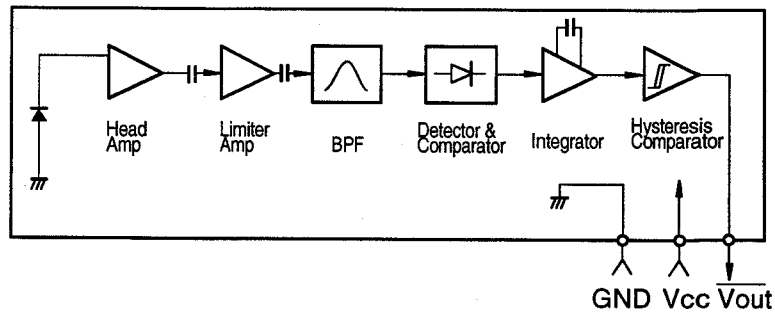 Head
Amp
Limiter
Amp
BPF
Detector &
Comparator
Integrator
Hysteresis
Comparator
GND Vcc Vout